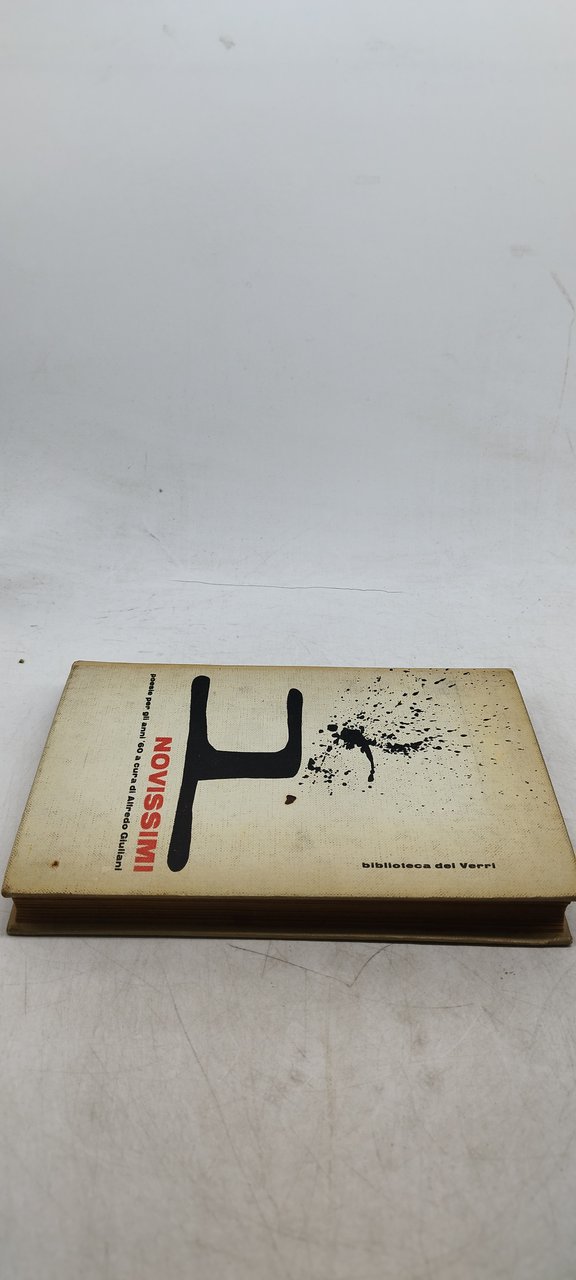 NOVISSIMI
poesie per gli anni '60 a cura di Alfredo Giuliani
biblioteca del Verri